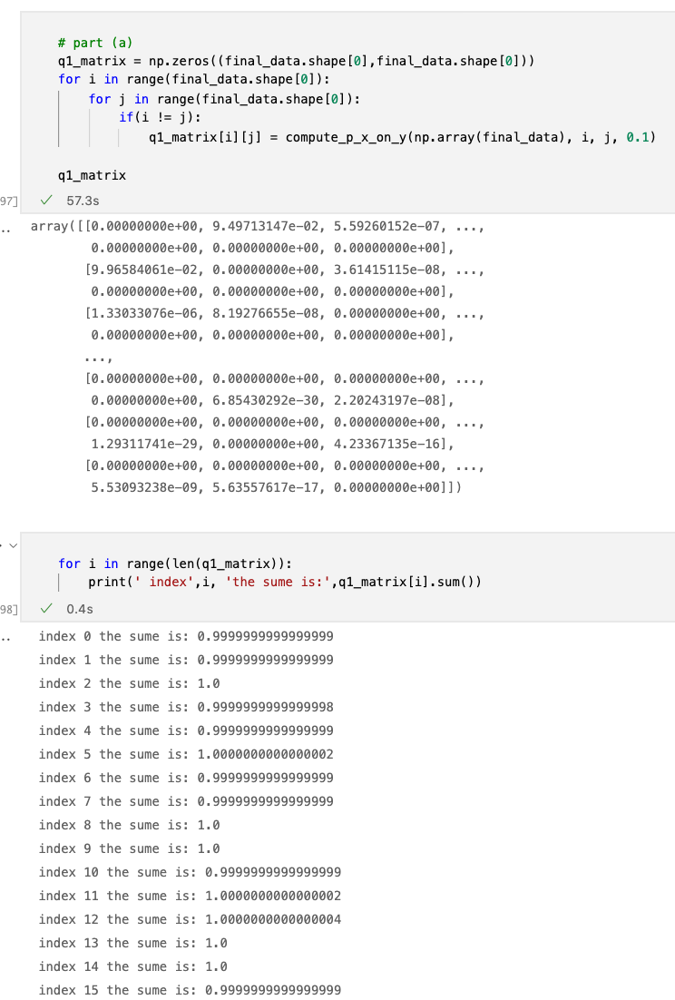 # part (a)
q1_matrix = np.zeros((final_data.shape[0],final_data.shape[0]))
for i in range(final_data.shape[0]):
    for j in range(final_data.shape[0]):
        if(i != j):
            q1_matrix[i][j] = compute_p_x_on_y(np.array(final_data), i, j, 0.1)
q1_matrix
97] ✓ 57.3s
.. array([[0.00000000e+00, 9.49713147e-02, 5.59260152e-07, ...,
        0.00000000e+00, 0.00000000e+00, 0.00000000e+00],
       [9.96584061e-02, 0.00000000e+00, 3.61415115e-08, ...,
        0.00000000e+00, 0.00000000e+00, 0.00000000e+00],
       [1.33033076e-06, 8.19276655e-08, 0.00000000e+00, ...,
        0.00000000e+00, 0.00000000e+00, 0.00000000e+00],
       ...,
       [0.00000000e+00, 0.00000000e+00, 0.00000000e+00, ...,
        0.00000000e+00, 6.85430292e-30, 2.20243197e-08],
       [0.00000000e+00, 0.00000000e+00, 0.00000000e+00, ...,
        1.29311741e-29, 0.00000000e+00, 4.23367135e-16],
       [0.00000000e+00, 0.00000000e+00, 0.00000000e+00, ...,
        5.53093238e-09, 5.63557617e-17, 0.00000000e+00]])
for i in range(len(q1_matrix)):
    print(' index',i, 'the sume is:',q1_matrix[i].sum())
98] ✓ 0.4s
.. index 0 the sume is: 0.9999999999999999
index 1 the sume is: 0.9999999999999999
index 2 the sume is: 1.0
index 3 the sume is: 0.9999999999999998
index 4 the sume is: 0.9999999999999999
index 5 the sume is: 1.0000000000000002
index 6 the sume is: 0.9999999999999999
index 7 the sume is: 0.9999999999999999
index 8 the sume is: 1.0
index 9 the sume is: 1.0
index 10 the sume is: 0.9999999999999999
index 11 the sume is: 1.0000000000000002
index 12 the sume is: 1.0000000000000004
index 13 the sume is: 1.0
index 14 the sume is: 1.0
index 15 the sume is: 0.9999999999999999